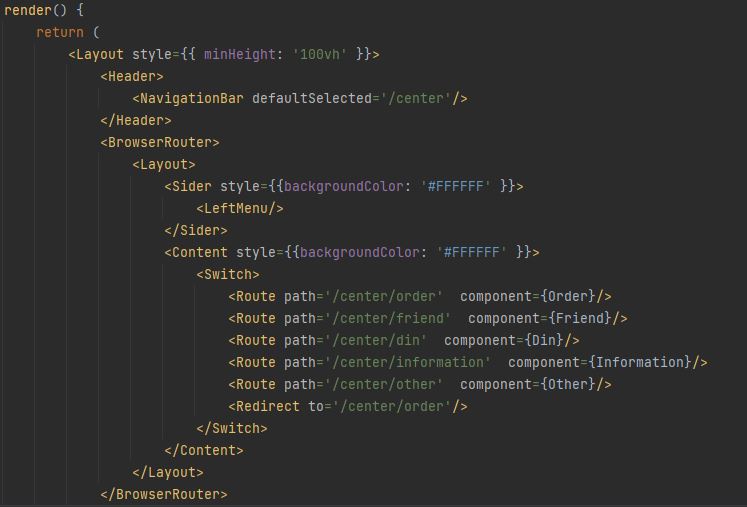 render() {
    return (
        <Layout style={{ minHeight: '100vh' }}>
            <Header>
                <NavigationBar defaultSelected='/center'/>
            </Header>
            <BrowserRouter>
                <Layout>
                    <Sider style={{backgroundColor: '#FFFFFF' }}>
                        <LeftMenu/>
                    </Sider>
                    <Content style={{backgroundColor: '#FFFFFF' }}>
                        <Switch>
                            <Route path='/center/order'  component={Order}/>
                            <Route path='/center/friend'  component={Friend}/>
                            <Route path='/center/din'  component={Din}/>
                            <Route path='/center/information'  component={Information}/>
                            <Route path='/center/other'  component={Other}/>
                            <Redirect to='/center/order'/>
                        </Switch>
                    </Content>
                </Layout>
            </BrowserRouter>